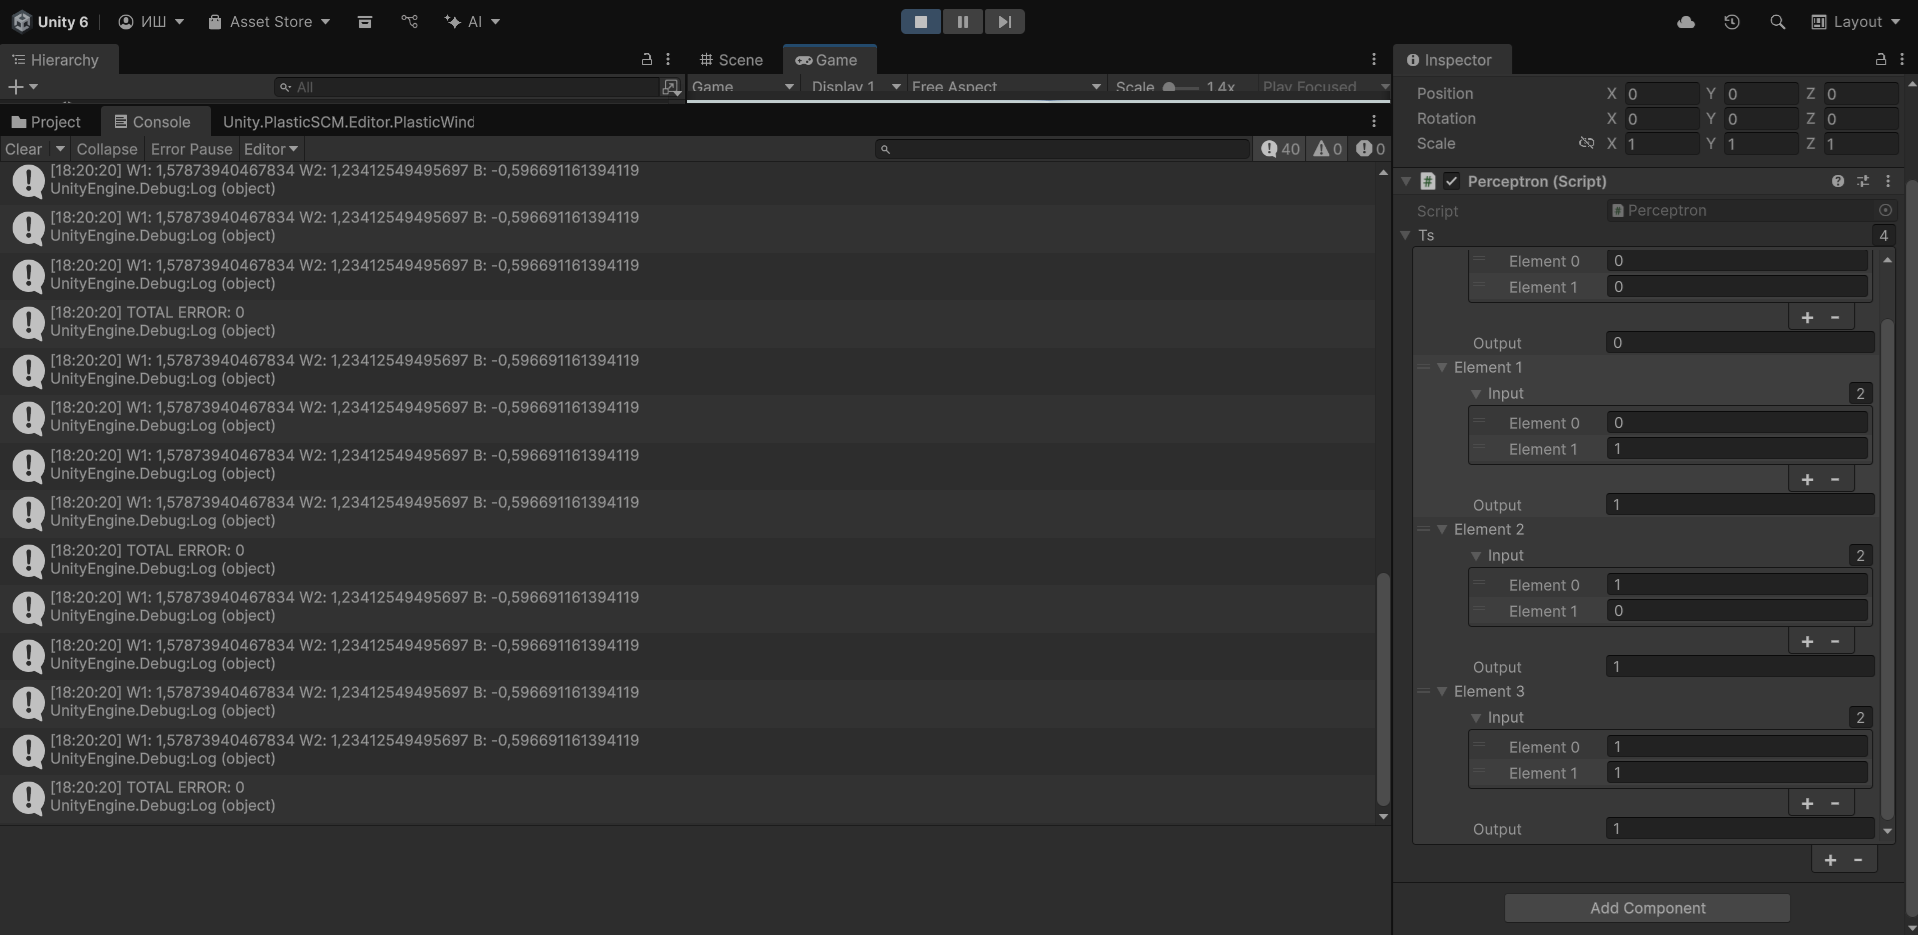 Unity 6 ИШ Asset Store AI Layout
Hierarchy
All
Scene Game
Game Display 1 Free Aspect Scale 1.4x Play Focused
Project Console Unity.PlasticSCM.Editor.PlasticWind
Clear Collapse Error Pause Editor 40 0 0
[18:20:20] W1: 1,57873940467834 W2: 1,23412549495697 B: -0,596691161394119
UnityEngine.Debug:Log (object)
[18:20:20] W1: 1,57873940467834 W2: 1,23412549495697 B: -0,596691161394119
UnityEngine.Debug:Log (object)
[18:20:20] W1: 1,57873940467834 W2: 1,23412549495697 B: -0,596691161394119
UnityEngine.Debug:Log (object)
[18:20:20] TOTAL ERROR: 0
UnityEngine.Debug:Log (object)
[18:20:20] W1: 1,57873940467834 W2: 1,23412549495697 B: -0,596691161394119
UnityEngine.Debug:Log (object)
[18:20:20] W1: 1,57873940467834 W2: 1,23412549495697 B: -0,596691161394119
UnityEngine.Debug:Log (object)
[18:20:20] W1: 1,57873940467834 W2: 1,23412549495697 B: -0,596691161394119
UnityEngine.Debug:Log (object)
[18:20:20] W1: 1,57873940467834 W2: 1,23412549495697 B: -0,596691161394119
UnityEngine.Debug:Log (object)
[18:20:20] TOTAL ERROR: 0
UnityEngine.Debug:Log (object)
[18:20:20] W1: 1,57873940467834 W2: 1,23412549495697 B: -0,596691161394119
UnityEngine.Debug:Log (object)
[18:20:20] W1: 1,57873940467834 W2: 1,23412549495697 B: -0,596691161394119
UnityEngine.Debug:Log (object)
[18:20:20] W1: 1,57873940467834 W2: 1,23412549495697 B: -0,596691161394119
UnityEngine.Debug:Log (object)
[18:20:20] W1: 1,57873940467834 W2: 1,23412549495697 B: -0,596691161394119
UnityEngine.Debug:Log (object)
[18:20:20] TOTAL ERROR: 0
UnityEngine.Debug:Log (object)
Inspector
Position X 0 Y 0 Z 0
Rotation X 0 Y 0 Z 0
Scale X 1 Y 1 Z 1
Perceptron (Script)
Script Perceptron
Ts 4
Element 0 0
Element 1 0
+ -
Output 0
Element 1
Input 2
Element 0 0
Element 1 1
+ -
Output 1
Element 2
Input 2
Element 0 1
Element 1 0
+ -
Output 1
Element 3
Input 2
Element 0 1
Element 1 1
+ -
Output 1
+ -
Add Component